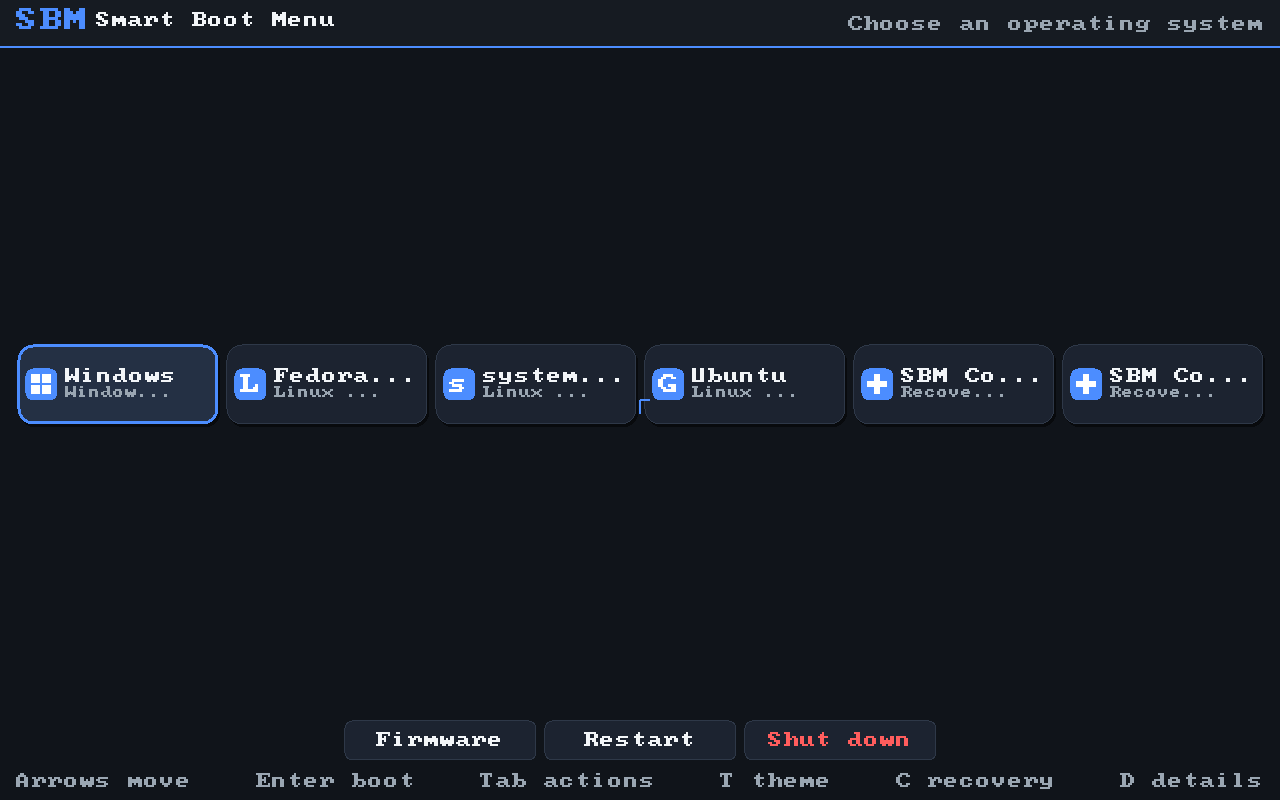 SBM Smart Boot Menu
Choose an operating system
Windows
Window...
L
Fedora...
Linux ...
s
system...
Linux ...
G
Ubuntu
Linux ...
SBM Co...
Recove...
SBM Co...
Recove...
Firmware
Restart
Shut down
Arrows move
Enter boot
Tab actions
T theme
C recovery
D details